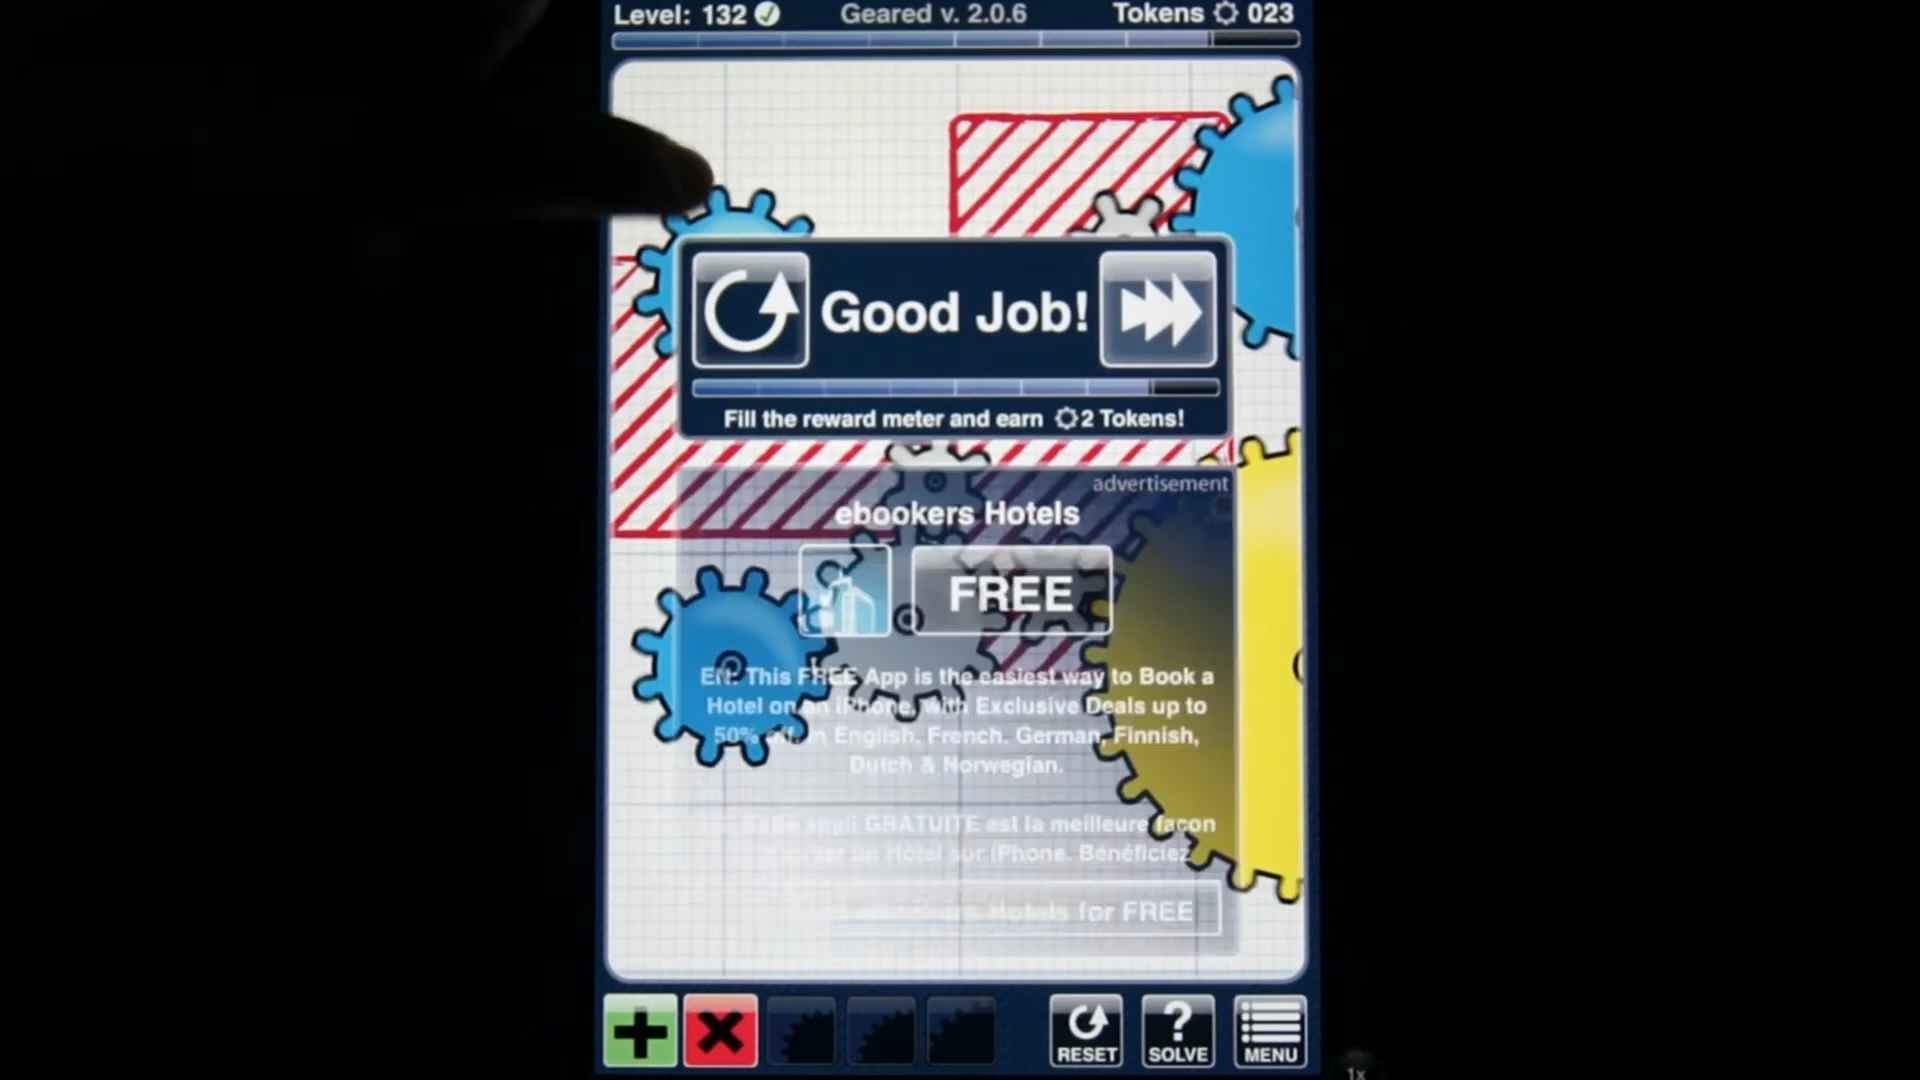 Level: 132
Geared v. 2.0.6
Tokens 023
Good Job!
Fill the reward meter and earn 2 Tokens!
advertisement
ebookers Hotels
FREE
EN: This FREE App is the easiest way to Book a
Hotel on an iPhone, with Exclusive Deals up to
50% off, in English, French, German, Finnish,
Dutch & Norwegian.
appli GRATUITE est la meilleure façon
un Hôtel sur iPhone. Bénéficiez
Hotels for FREE
RESET
SOLVE
MENU
1x